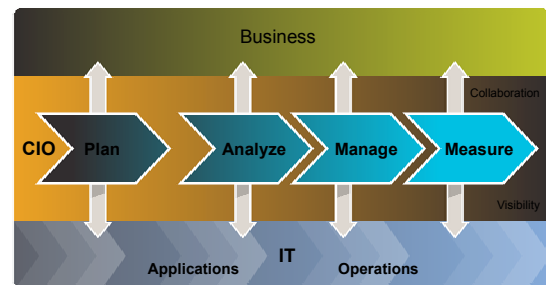 Business
Collaboration
CIO Plan Analyze Manage Measure
Visibility
IT
Applications Operations